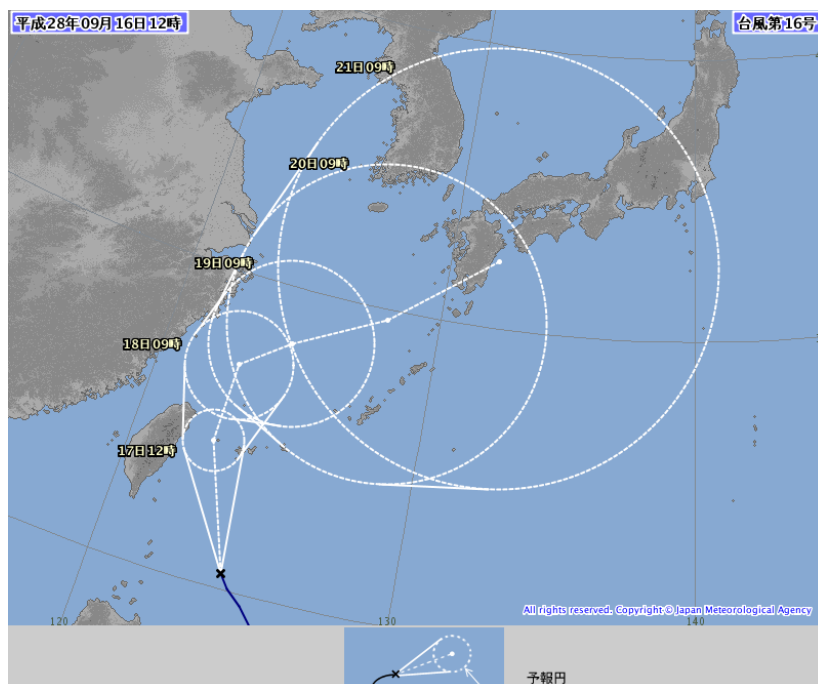 平成28年09月16日12時
台風第16号
21日09時
20日09時
19日09時
18日09時
17日12時
All rights reserved. Copyright © Japan Meteorological Agency
120
130
140
予報円